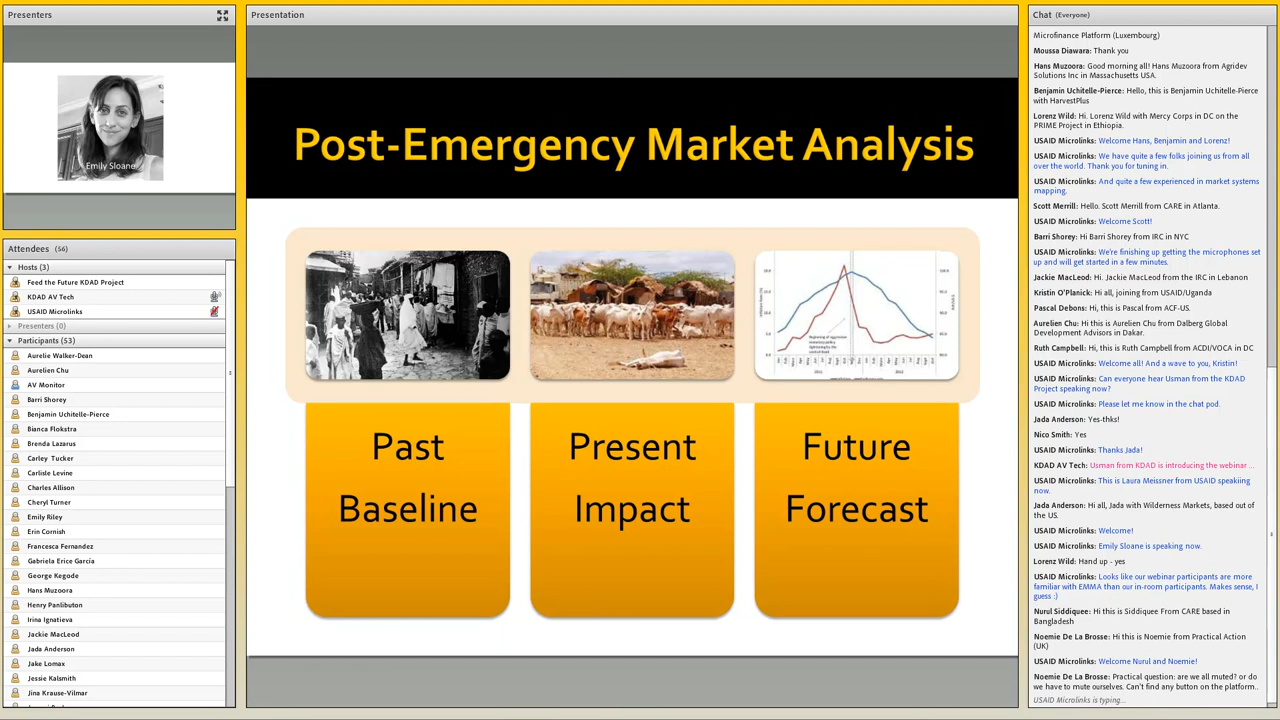 Presenters
Emily Sloane
Attendees (56)
Hosts (3)
Feed the Future KDAD Project
KDAD AV Tech
USAID Microlinks
Presenters (0)
Participants (53)
Aurelie Walker-Dean
Aurelien Chu
AV Monitor
Barri Shorey
Benjamin Uchitelle-Pierce
Bianca Flokstra
Brenda Lazarus
Carley Tucker
Carlisle Levine
Charles Allison
Cheryl Turner
Emily Riley
Erin Cornish
Francesca Fernandez
Gabriela Erice García
George Kegode
Hans Muzoora
Henry Panlibuton
Irina Ignatieva
Jackie MacLeod
Jada Anderson
Jake Lomax
Jessie Kalsmith
Jina Krause-Vilmar
Presentation
Post-Emergency Market Analysis
Past
Baseline
Present
Impact
Future
Forecast
Chat (Everyone)
Microfinance Platform (Luxembourg)
Moussa Diawara: Thank you
Hans Muzoora: Good morning all! Hans Muzoora from Agridev
Solutions Inc in Massachusetts USA.
Benjamin Uchitelle-Pierce: Hello, this is Benjamin Uchitelle-Pierce
with HarvestPlus
Lorenz Wild: Hi. Lorenz Wild with Mercy Corps in DC on the
PRIME Project in Ethiopia.
USAID Microlinks: Welcome Hans, Benjamin and Lorenz!
USAID Microlinks: We have quite a few folks joining us from all
over the world. Thank you for tuning in.
USAID Microlinks: And quite a few experienced in market systems
mapping.
Scott Merrill: Hello. Scott Merrill from CARE in Atlanta.
USAID Microlinks: Welcome Scott!
Barri Shorey: Hi Barri Shorey from IRC in NYC
USAID Microlinks: We're finishing up getting the microphones set
up and will get started in a few minutes.
Jackie MacLeod: Hi. Jackie MacLeod from the IRC in Lebanon
Kristin O'Planick: Hi all, joining from USAID/Uganda
Pascal Debons: Hi, this is Pascal from ACF-US.
Aurelien Chu: Hi this is Aurelien Chu from Dalberg Global
Development Advisors in Dakar.
Ruth Campbell: Hi, this is Ruth Campbell from ACDI/VOCA in DC
USAID Microlinks: Welcome all! And a wave to you, Kristin!
USAID Microlinks: Can everyone hear Usman from the KDAD
Project speaking now?
USAID Microlinks: Please let me know in the chat pod.
Jada Anderson: Yes-thks!
Nico Smith: Yes
USAID Microlinks: Thanks Jada!
KDAD AV Tech: Usman from KDAD is introducing the webinar ...
USAID Microlinks: This is Laura Meissner from USAID speakiing
now.
Jada Anderson: Hi all, Jada with Wilderness Markets, based out of
the US.
USAID Microlinks: Welcome!
USAID Microlinks: Emily Sloane is speaking now.
Lorenz Wild: Hand up - yes
USAID Microlinks: Looks like our webinar participants are more
familiar with EMMA than our in-room participants. Makes sense, I
guess :)
Nurul Siddiquee: Hi this is Siddiquee From CARE based in
Bangladesh
Noemie De La Brosse: Hi this is Noemie from Practical Action
(UK)
USAID Microlinks: Welcome Nurul and Noemie!
Noemie De La Brosse: Practical question: are we all muted? or do
we have to mute ourselves. Can't find any button on the platform..
USAID Microlinks is typing...